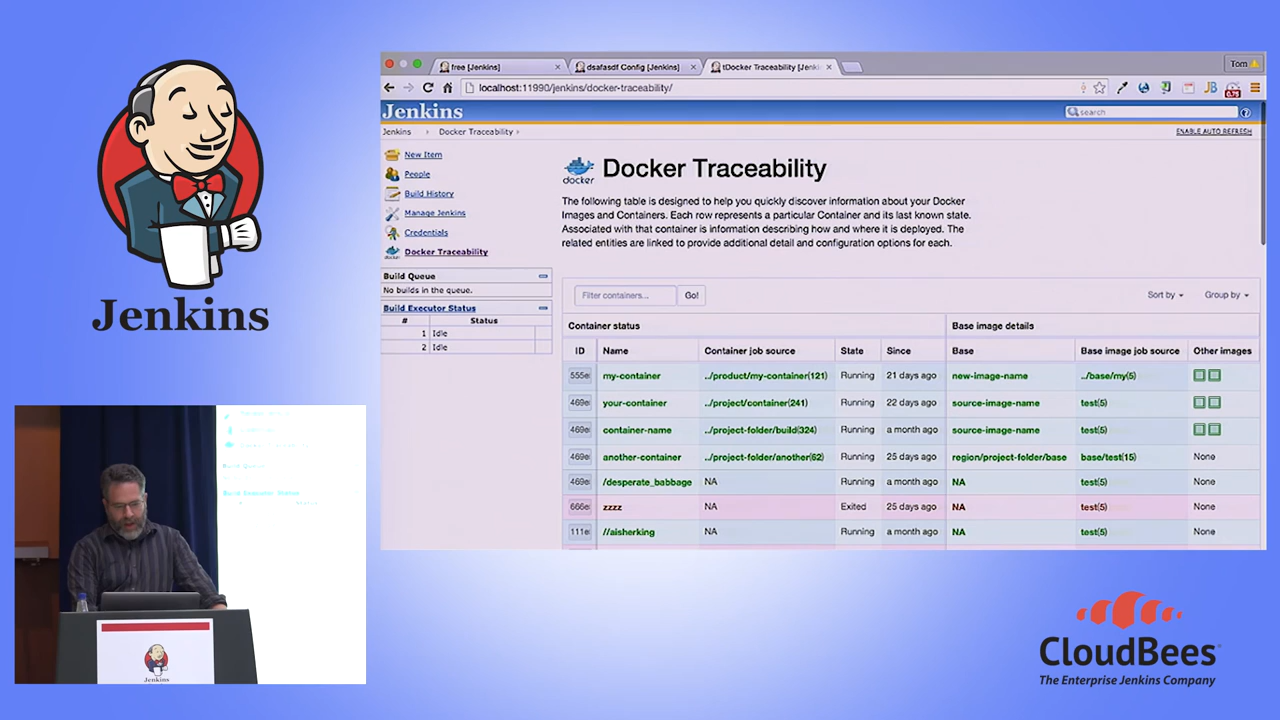 Jenkins
free [Jenkins]
dsafasdf Config [Jenkins]
tDocker Traceability [Jenki
Tom
localhost:11990/jenkins/docker-traceability/
Jenkins
search
Jenkins
Docker Traceability
ENABLE AUTO REFRESH
New Item
People
Build History
Manage Jenkins
Credentials
Docker Traceability
Build Queue
No builds in the queue.
Build Executor Status
# Status
1 Idle
2 Idle
docker
Docker Traceability
The following table is designed to help you quickly discover information about your Docker
Images and Containers. Each row represents a particular Container and its last known state.
Associated with that container is information describing how and where it is deployed. The
related entities are linked to provide additional detail and configuration options for each.
Filter containers... Go! Sort by Group by
Container status Base image details
ID Name Container job source State Since Base Base image job source Other images
555e my-container ../product/my-container(121) Running 21 days ago new-image-name ../base/my(5)
469e your-container ../project/container(241) Running 22 days ago source-image-name test(5)
469e container-name ../project-folder/build(324) Running a month ago source-image-name test(5)
469e another-container ../project-folder/another(62) Running 25 days ago region/project-folder/base base/test(15) None
469e /desperate_babbage NA Running a month ago NA test(5) None
666e zzzz NA Exited 25 days ago NA test(5) None
111e //aisherking NA Running a month ago NA test(5) None
Build Executor Status
Jenkins
CloudBees
The Enterprise Jenkins Company